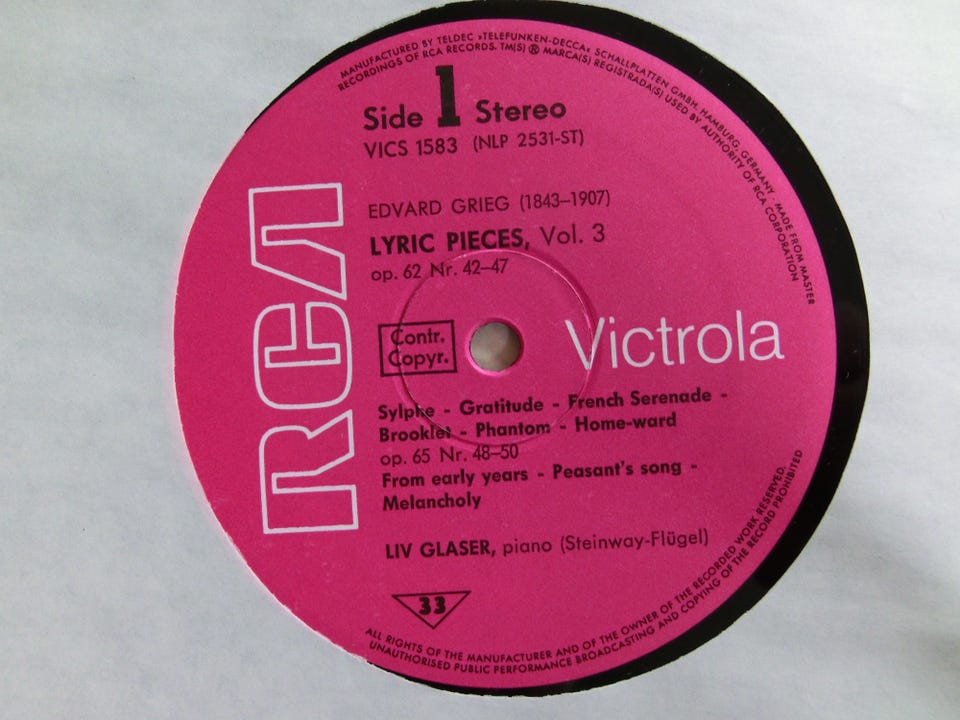 MANUFACTURED BY TELDEC »TELEFUNKEN-DECCA« SCHALLPLATTEN GMBH. HAMBURG, GERMANY · MADE FROM MASTER
RECORDINGS OF RCA RECORDS. TM(S) ® MARCA(S) REGISTRADA(S) USED BY AUTHORITY OF RCA CORPORATION
Side 1 Stereo
VICS 1583 (NLP 2531-ST)
EDVARD GRIEG (1843–1907)
LYRIC PIECES, Vol. 3
op. 62 Nr. 42–47
RCA
Contr.
Copyr.
Victrola
Sylphe - Gratitude - French Serenade -
Brooklet - Phantom - Home-ward
op. 65 Nr. 48–50
From early years - Peasant's song -
Melancholy
LIV GLASER, piano (Steinway-Flügel)
33
ALL RIGHTS OF THE MANUFACTURER AND OF THE OWNER OF THE RECORDED WORK RESERVED.
UNAUTHORISED PUBLIC PERFORMANCE BROADCASTING AND COPYING OF THE RECORD PROHIBITED